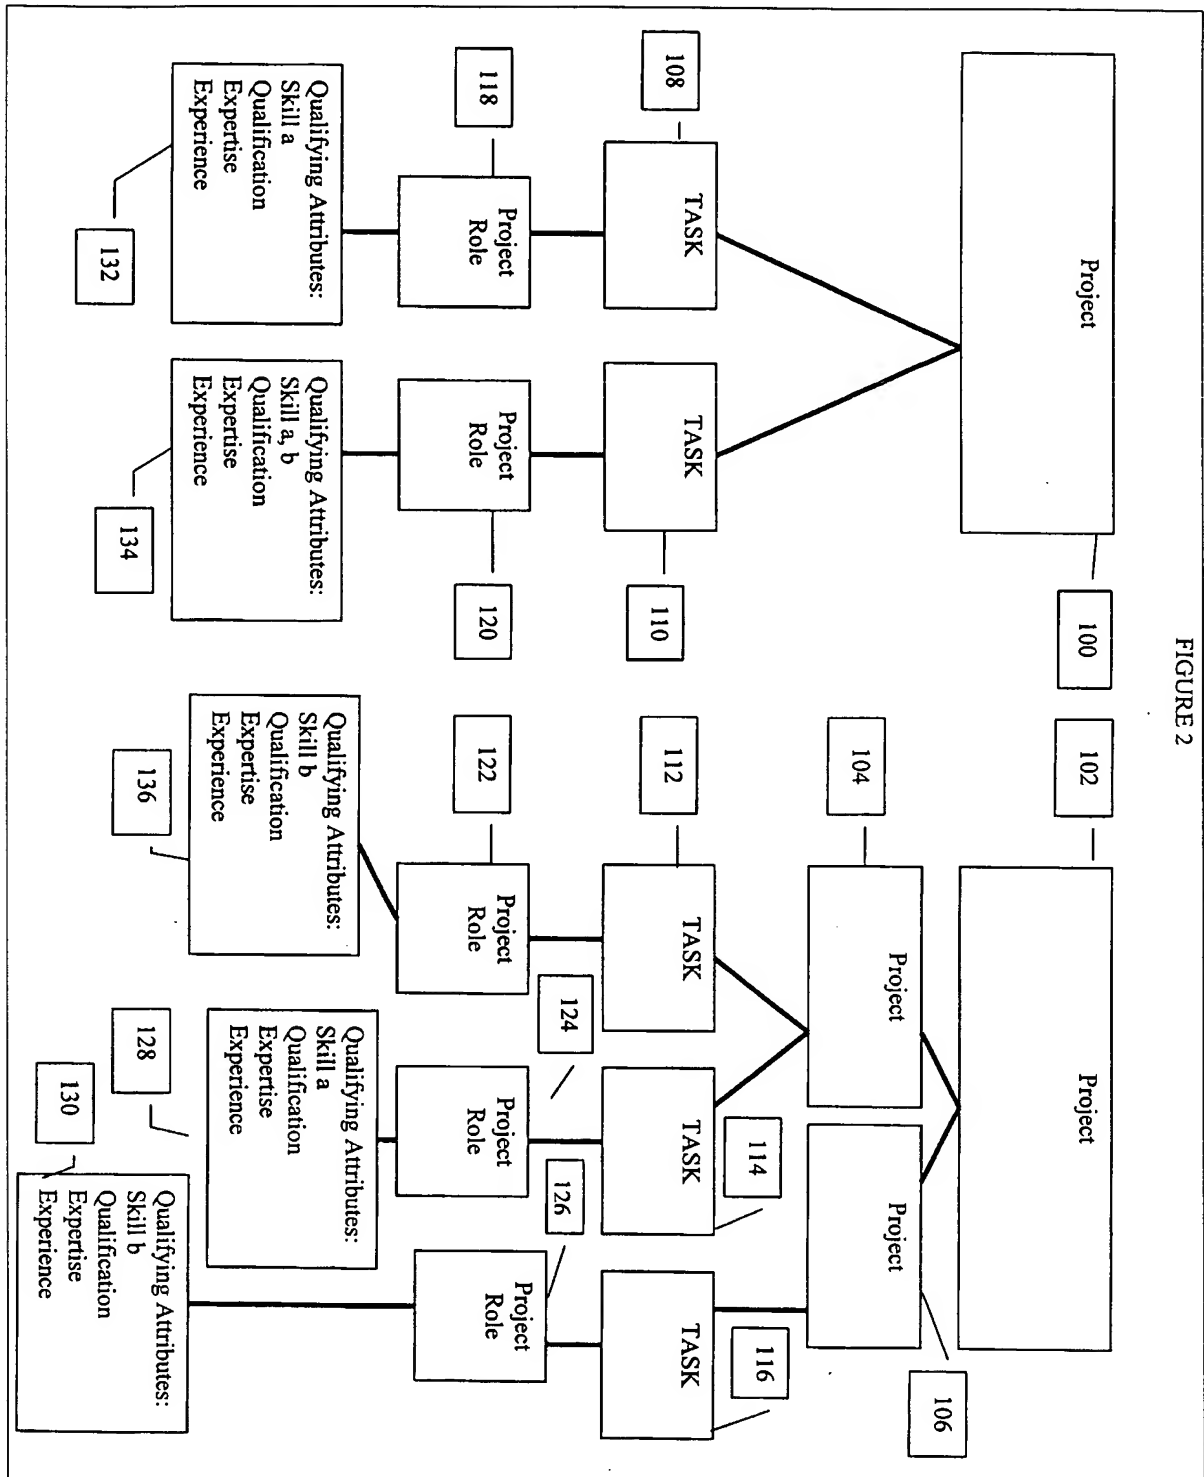 FIGURE 2
Project
100
102
Project
104
Project
Project
106
108
TASK
TASK
110
112
TASK
TASK
114
TASK
116
118
Project
Role
Project
Role
120
122
Project
Role
124
Project
Role
126
Project
Role
Qualifying Attributes:
Skill a
Qualification
Expertise
Experience
132
Qualifying Attributes:
Skill a, b
Qualification
Expertise
Experience
134
Qualifying Attributes:
Skill b
Qualification
Expertise
Experience
136
Qualifying Attributes:
Skill a
Qualification
Expertise
Experience
128
Qualifying Attributes:
Skill b
Qualification
Expertise
Experience
130